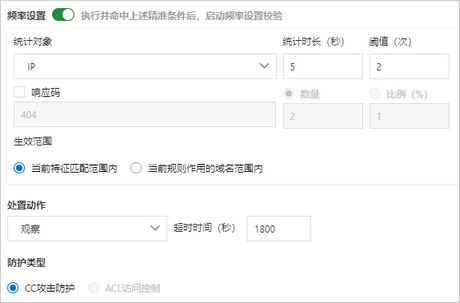 频率设置 执行并命中上述精准条件后，启动频率设置校验
统计对象 统计时长（秒） 阈值（次）
IP 5 2
响应码 数量 比例（%）
404 2 1
生效范围
当前特征匹配范围内 当前规则作用的域名范围内
处置动作
观察 超时时间（秒） 1800
防护类型
CC攻击防护 ACL访问控制